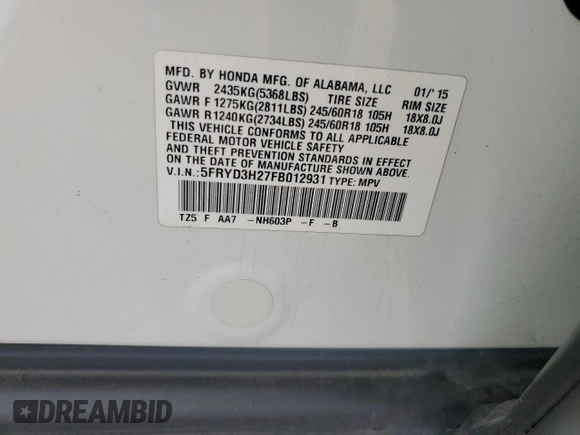 MFD. BY HONDA MFG. OF ALABAMA, LLC 01/'15
GVWR 2435KG(5368LBS) TIRE SIZE RIM SIZE
GAWR F 1275KG(2811LBS) 245/60R18 105H 18X8.0J
GAWR R1240KG(2734LBS) 245/60R18 105H 18X8.0J
THIS VEHICLE CONFORMS TO ALL APPLICABLE
FEDERAL MOTOR VEHICLE SAFETY
AND THEFT PREVENTION STANDARDS IN EFFECT
ON THE DATE OF MANUFACTURE SHOWN ABOVE.
V.I.N.:5FRYD3H27FB012931 TYPE: MPV
TZ5 F AA7 -NH603P -F -B
DREAMBID